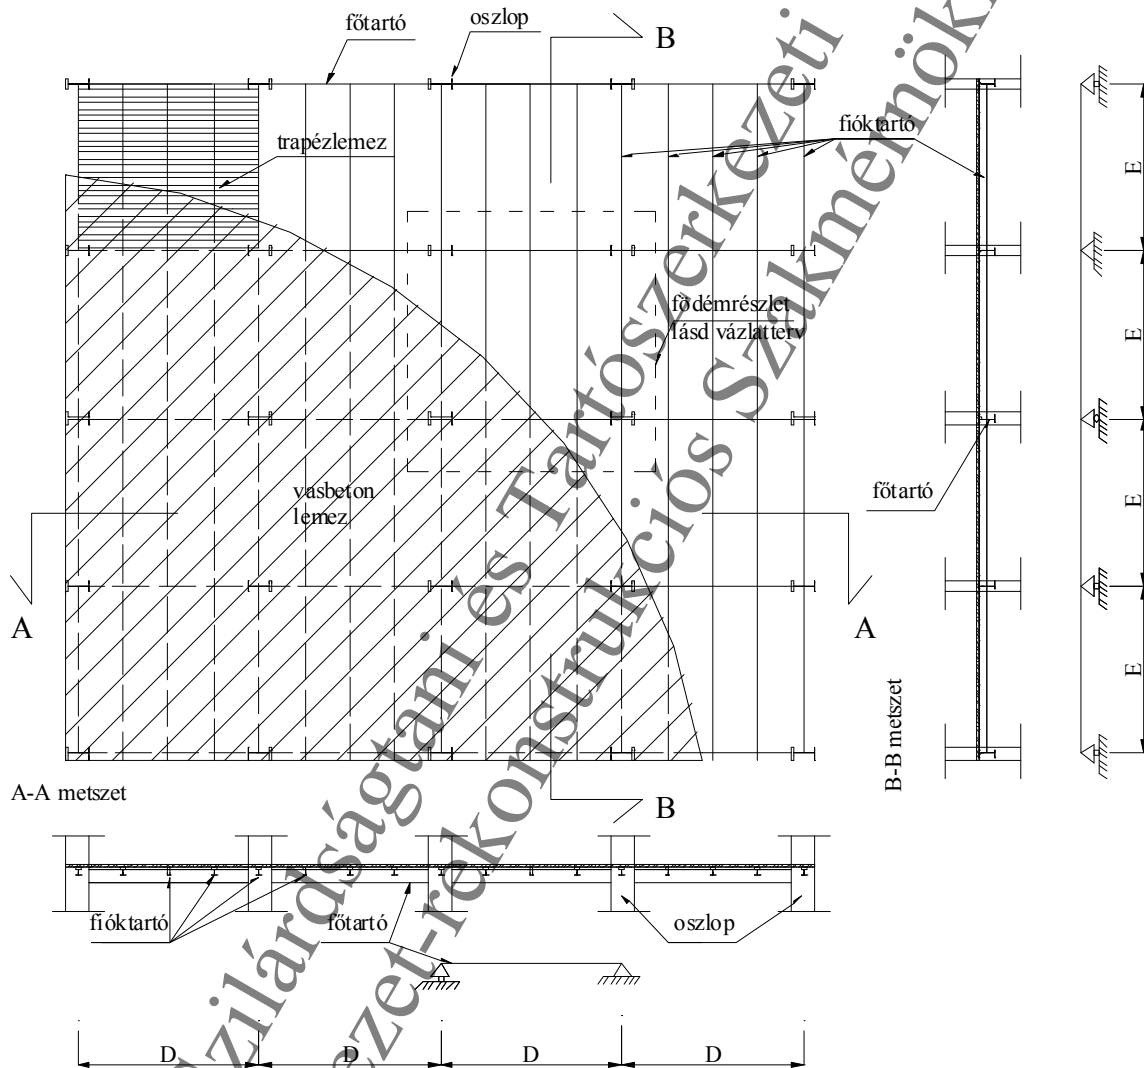 főtartó
oszlop
B
trapézlemez
fióktartó
E
E
födémrészlet
lásd vázlatterv
vasbeton
lemez
főtartó
E
A
A
E
A-A metszet
B
B-B metszet
fióktartó
főtartó
oszlop
D
D
D
D
Szilárdságtani és Tartószerkezeti
ezet-rekonstrukciós Szakmérnöki